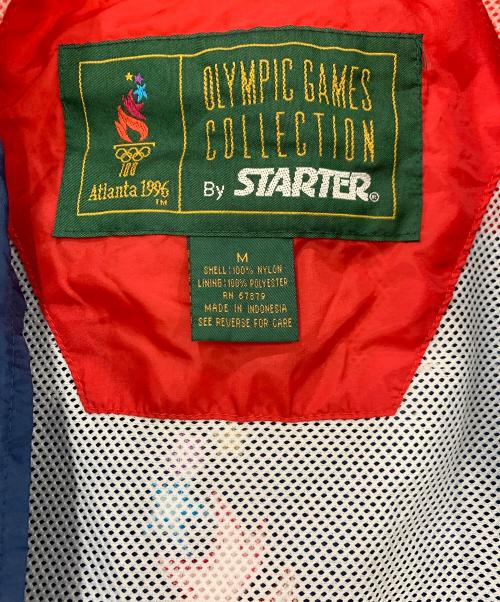 OLYMPIC GAMES
COLLECTION
By STARTER®
Atlanta 1996
TM
M
SHELL: 100% NYLON
LINING: 100% POLYESTER
RN 67879
MADE IN INDONESIA
SEE REVERSE FOR CARE